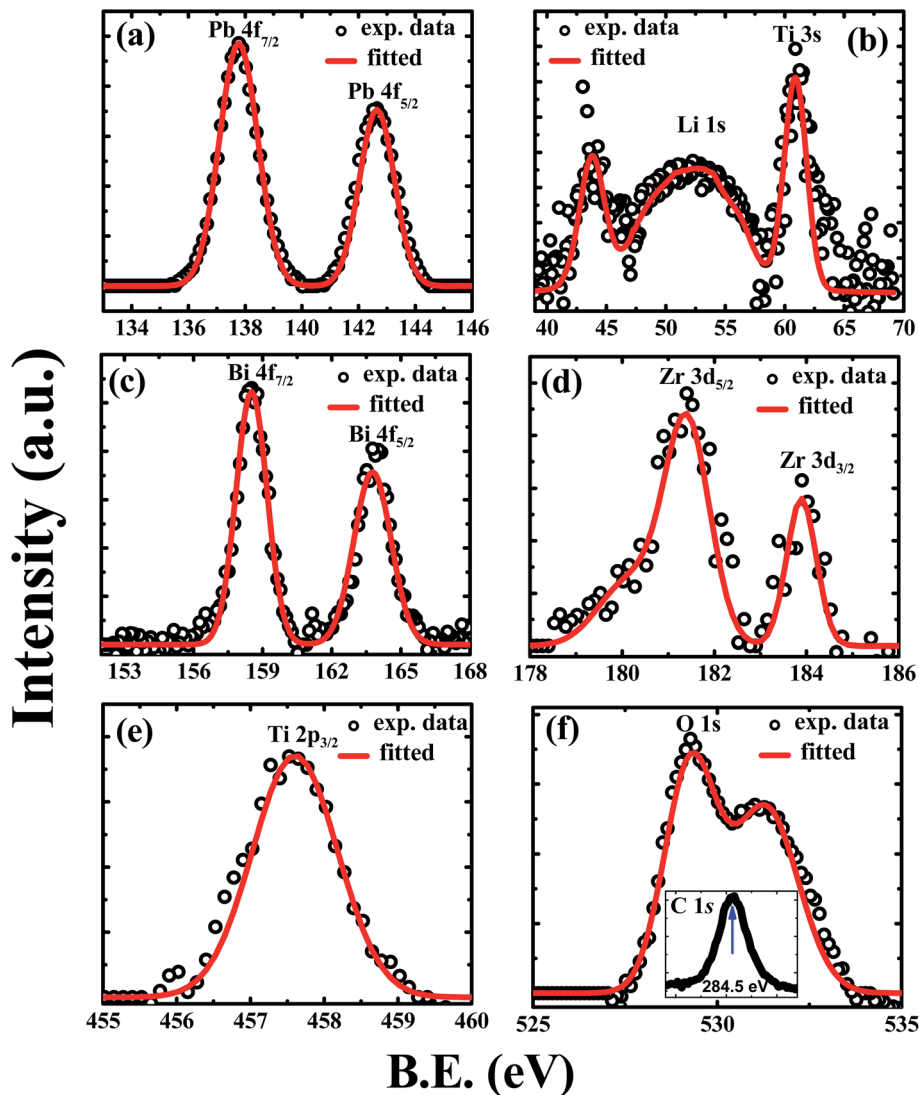 Intensity (a.u.)
(a)
Pb 4f7/2
Pb 4f5/2
exp. data
fitted
133 134 136 138 140 142 144 146
(b)
exp. data
fitted
Li 1s
Ti 3s
40 45 50 55 60 65 70
(c)
Bi 4f7/2
Bi 4f5/2
exp. data
fitted
153 156 159 162 165 168
(d)
Zr 3d5/2
Zr 3d3/2
exp. data
fitted
178 180 182 184 186
(e)
Ti 2p3/2
exp. data
fitted
455 456 457 458 459 460
(f)
O 1s
exp. data
fitted
C 1s
284.5 eV
525 530 535
B.E. (eV)